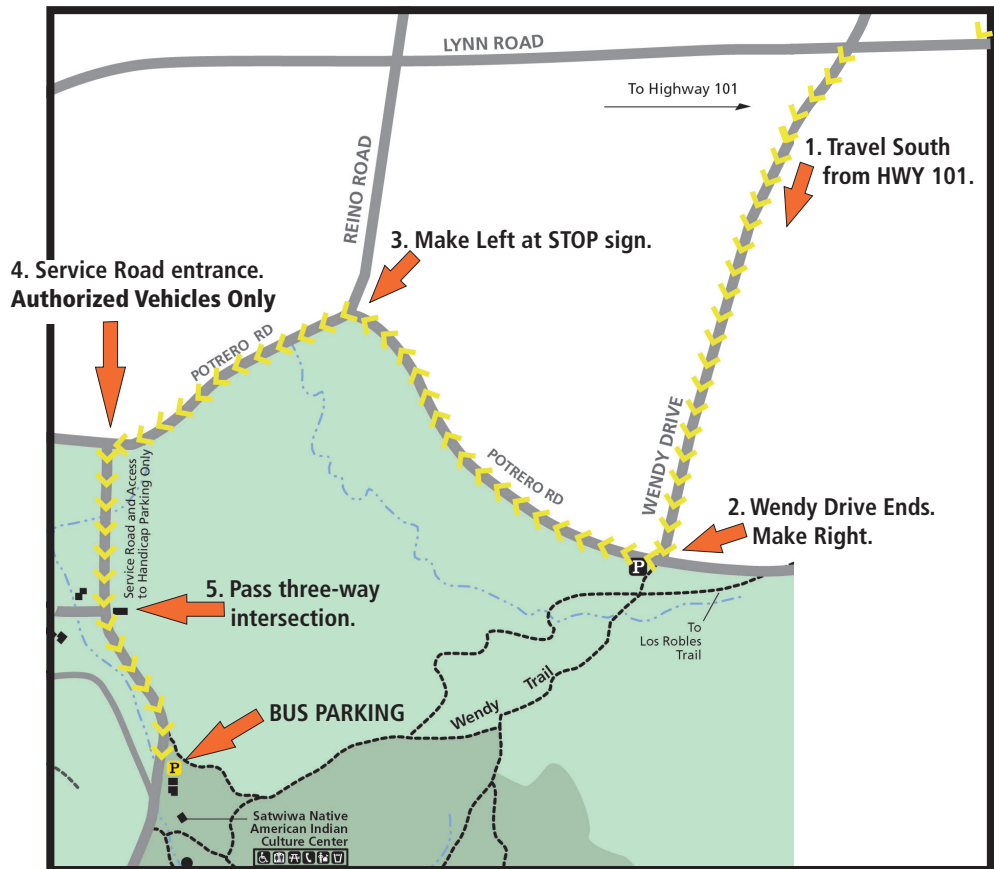 LYNN ROAD
To Highway 101
1. Travel South
from HWY 101.
REINO ROAD
3. Make Left at STOP sign.
4. Service Road entrance.
Authorized Vehicles Only
POTRERO RD
WENDY DRIVE
POTRERO RD
Service Road and Access
to Handicap Parking Only
2. Wendy Drive Ends.
Make Right.
P
5. Pass three-way
intersection.
To
Los Robles
Trail
Wendy Trail
BUS PARKING
P
Satwiwa Native
American Indian
Culture Center